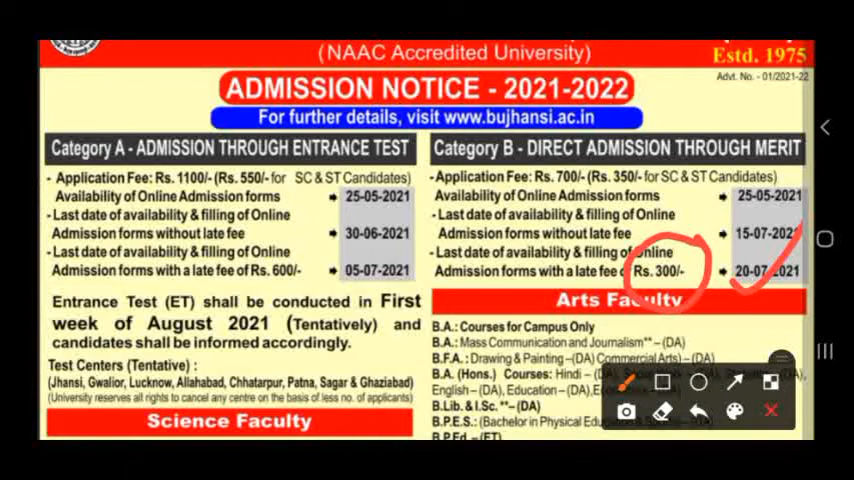 (NAAC Accredited University)
Estd. 1975
Advt. No. - 01/2021-22
ADMISSION NOTICE - 2021-2022
For further details, visit www.bujhansi.ac.in
Category A - ADMISSION THROUGH ENTRANCE TEST
- Application Fee: Rs. 1100/- (Rs. 550/- for SC & ST Candidates)
Availability of Online Admission forms 25-05-2021
- Last date of availability & filling of Online
Admission forms without late fee 30-06-2021
- Last date of availability & filling of Online
Admission forms with a late fee of Rs. 600/- 05-07-2021
Entrance Test (ET) shall be conducted in First
week of August 2021 (Tentatively) and
candidates shall be informed accordingly.
Test Centers (Tentative) :
(Jhansi, Gwalior, Lucknow, Allahabad, Chhatarpur, Patna, Sagar & Ghaziabad)
(University reserves all rights to cancel any centre on the basis of less no. of applicants)
Science Faculty
Category B - DIRECT ADMISSION THROUGH MERIT
- Application Fee: Rs. 700/- (Rs. 350/- for SC & ST Candidates)
Availability of Online Admission forms 25-05-2021
- Last date of availability & filling of Online
Admission forms without late fee 15-07-2021
- Last date of availability & filling of Online
Admission forms with a late fee of Rs. 300/- 20-07-2021
Arts Faculty
B.A.: Courses for Campus Only
B.A.: Mass Communication and Journalism** – (DA)
B.F.A.: Drawing & Painting – (DA) Commercial Arts) – (DA)
B.A. (Hons.) Courses: Hindi – (DA),
English – (DA), Education – (DA),
B.Lib & I.Sc. ** – (DA)
B.P.E.S.: (Bachelor in Physical Education &
B.P.Ed. – (ET)